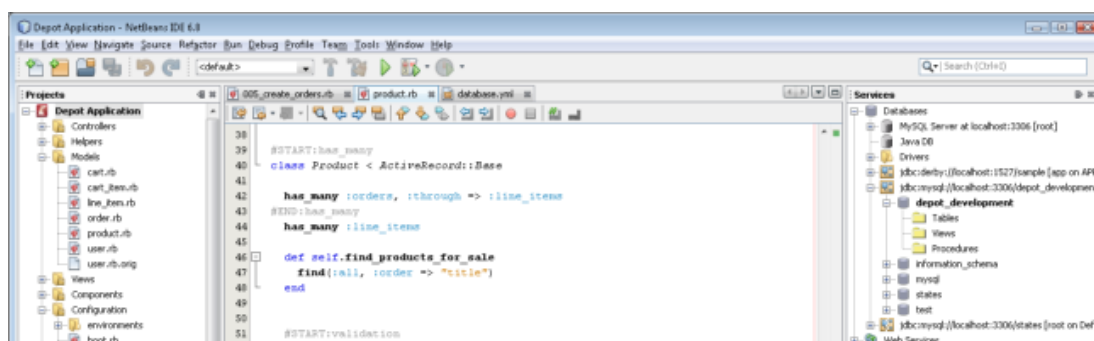 Depot Application - NetBeans IDE 6.8
File Edit View Navigate Source Refactor Run Debug Profile Team Tools Window Help
<default>
Search (Ctrl+I)
Projects
Depot Application
Controllers
Helpers
Models
cart.rb
cart_item.rb
line_item.rb
order.rb
product.rb
user.rb
user.rb.orig
Views
Components
Configuration
environments
boot.rb
005_create_orders.rb product.rb database.yml
38
39 #START:has_many
40 class Product < ActiveRecord::Base
41
42 has_many :orders, :through => :line_items
43 #END:has_many
44 has_many :line_items
45
46 def self.find_products_for_sale
47 find(:all, :order => "title")
48 end
49
50
51 #START:validation
Services
Databases
MySQL Server at localhost:3306 [root]
Java DB
Drivers
jdbc:derby://localhost:1527/sample [app on AP
jdbc:mysql://localhost:3306/depot_developmen
depot_development
Tables
Views
Procedures
information_schema
mysql
states
test
jdbc:mysql://localhost:3306/states [root on Def
Web Services